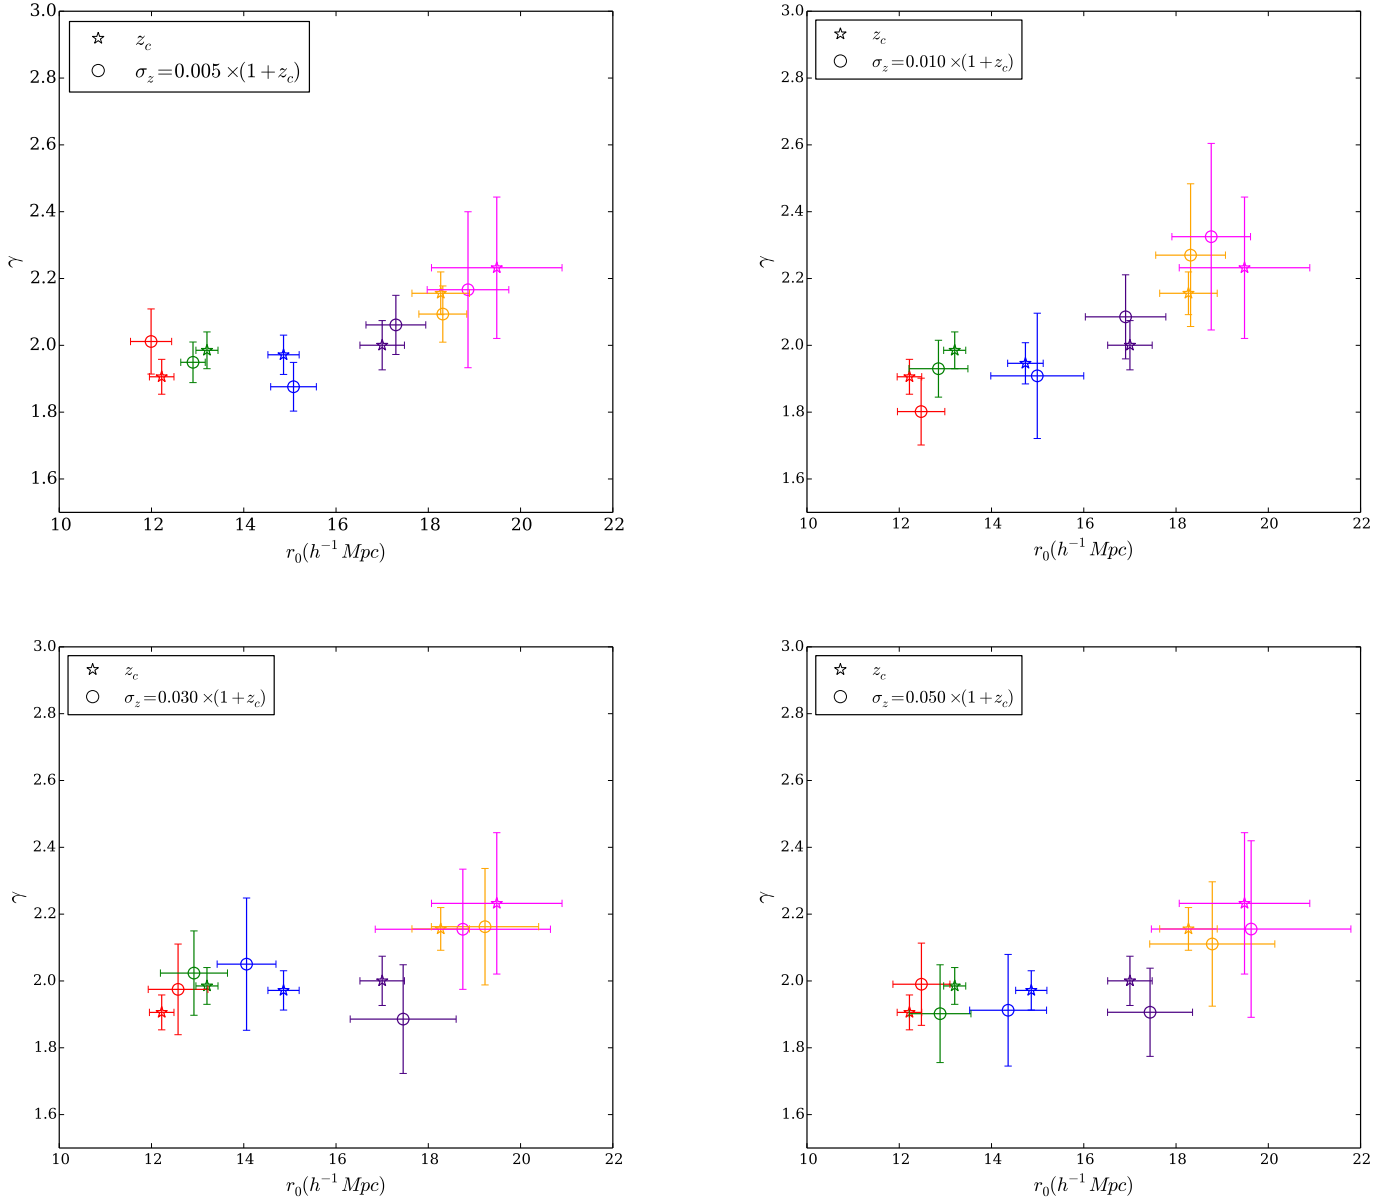 3.0
z_c
σ_z=0.005×(1+z_c)
2.8
2.6
2.4
γ
2.2
2.0
1.8
1.6
10 12 14 16 18 20 22
r_0(h^{-1} Mpc)
3.0
z_c
σ_z=0.010×(1+z_c)
2.8
2.6
2.4
γ
2.2
2.0
1.8
1.6
10 12 14 16 18 20 22
r_0(h^{-1} Mpc)
3.0
z_c
σ_z=0.030×(1+z_c)
2.8
2.6
2.4
γ
2.2
2.0
1.8
1.6
10 12 14 16 18 20 22
r_0(h^{-1} Mpc)
3.0
z_c
σ_z=0.050×(1+z_c)
2.8
2.6
2.4
γ
2.2
2.0
1.8
1.6
10 12 14 16 18 20 22
r_0(h^{-1} Mpc)